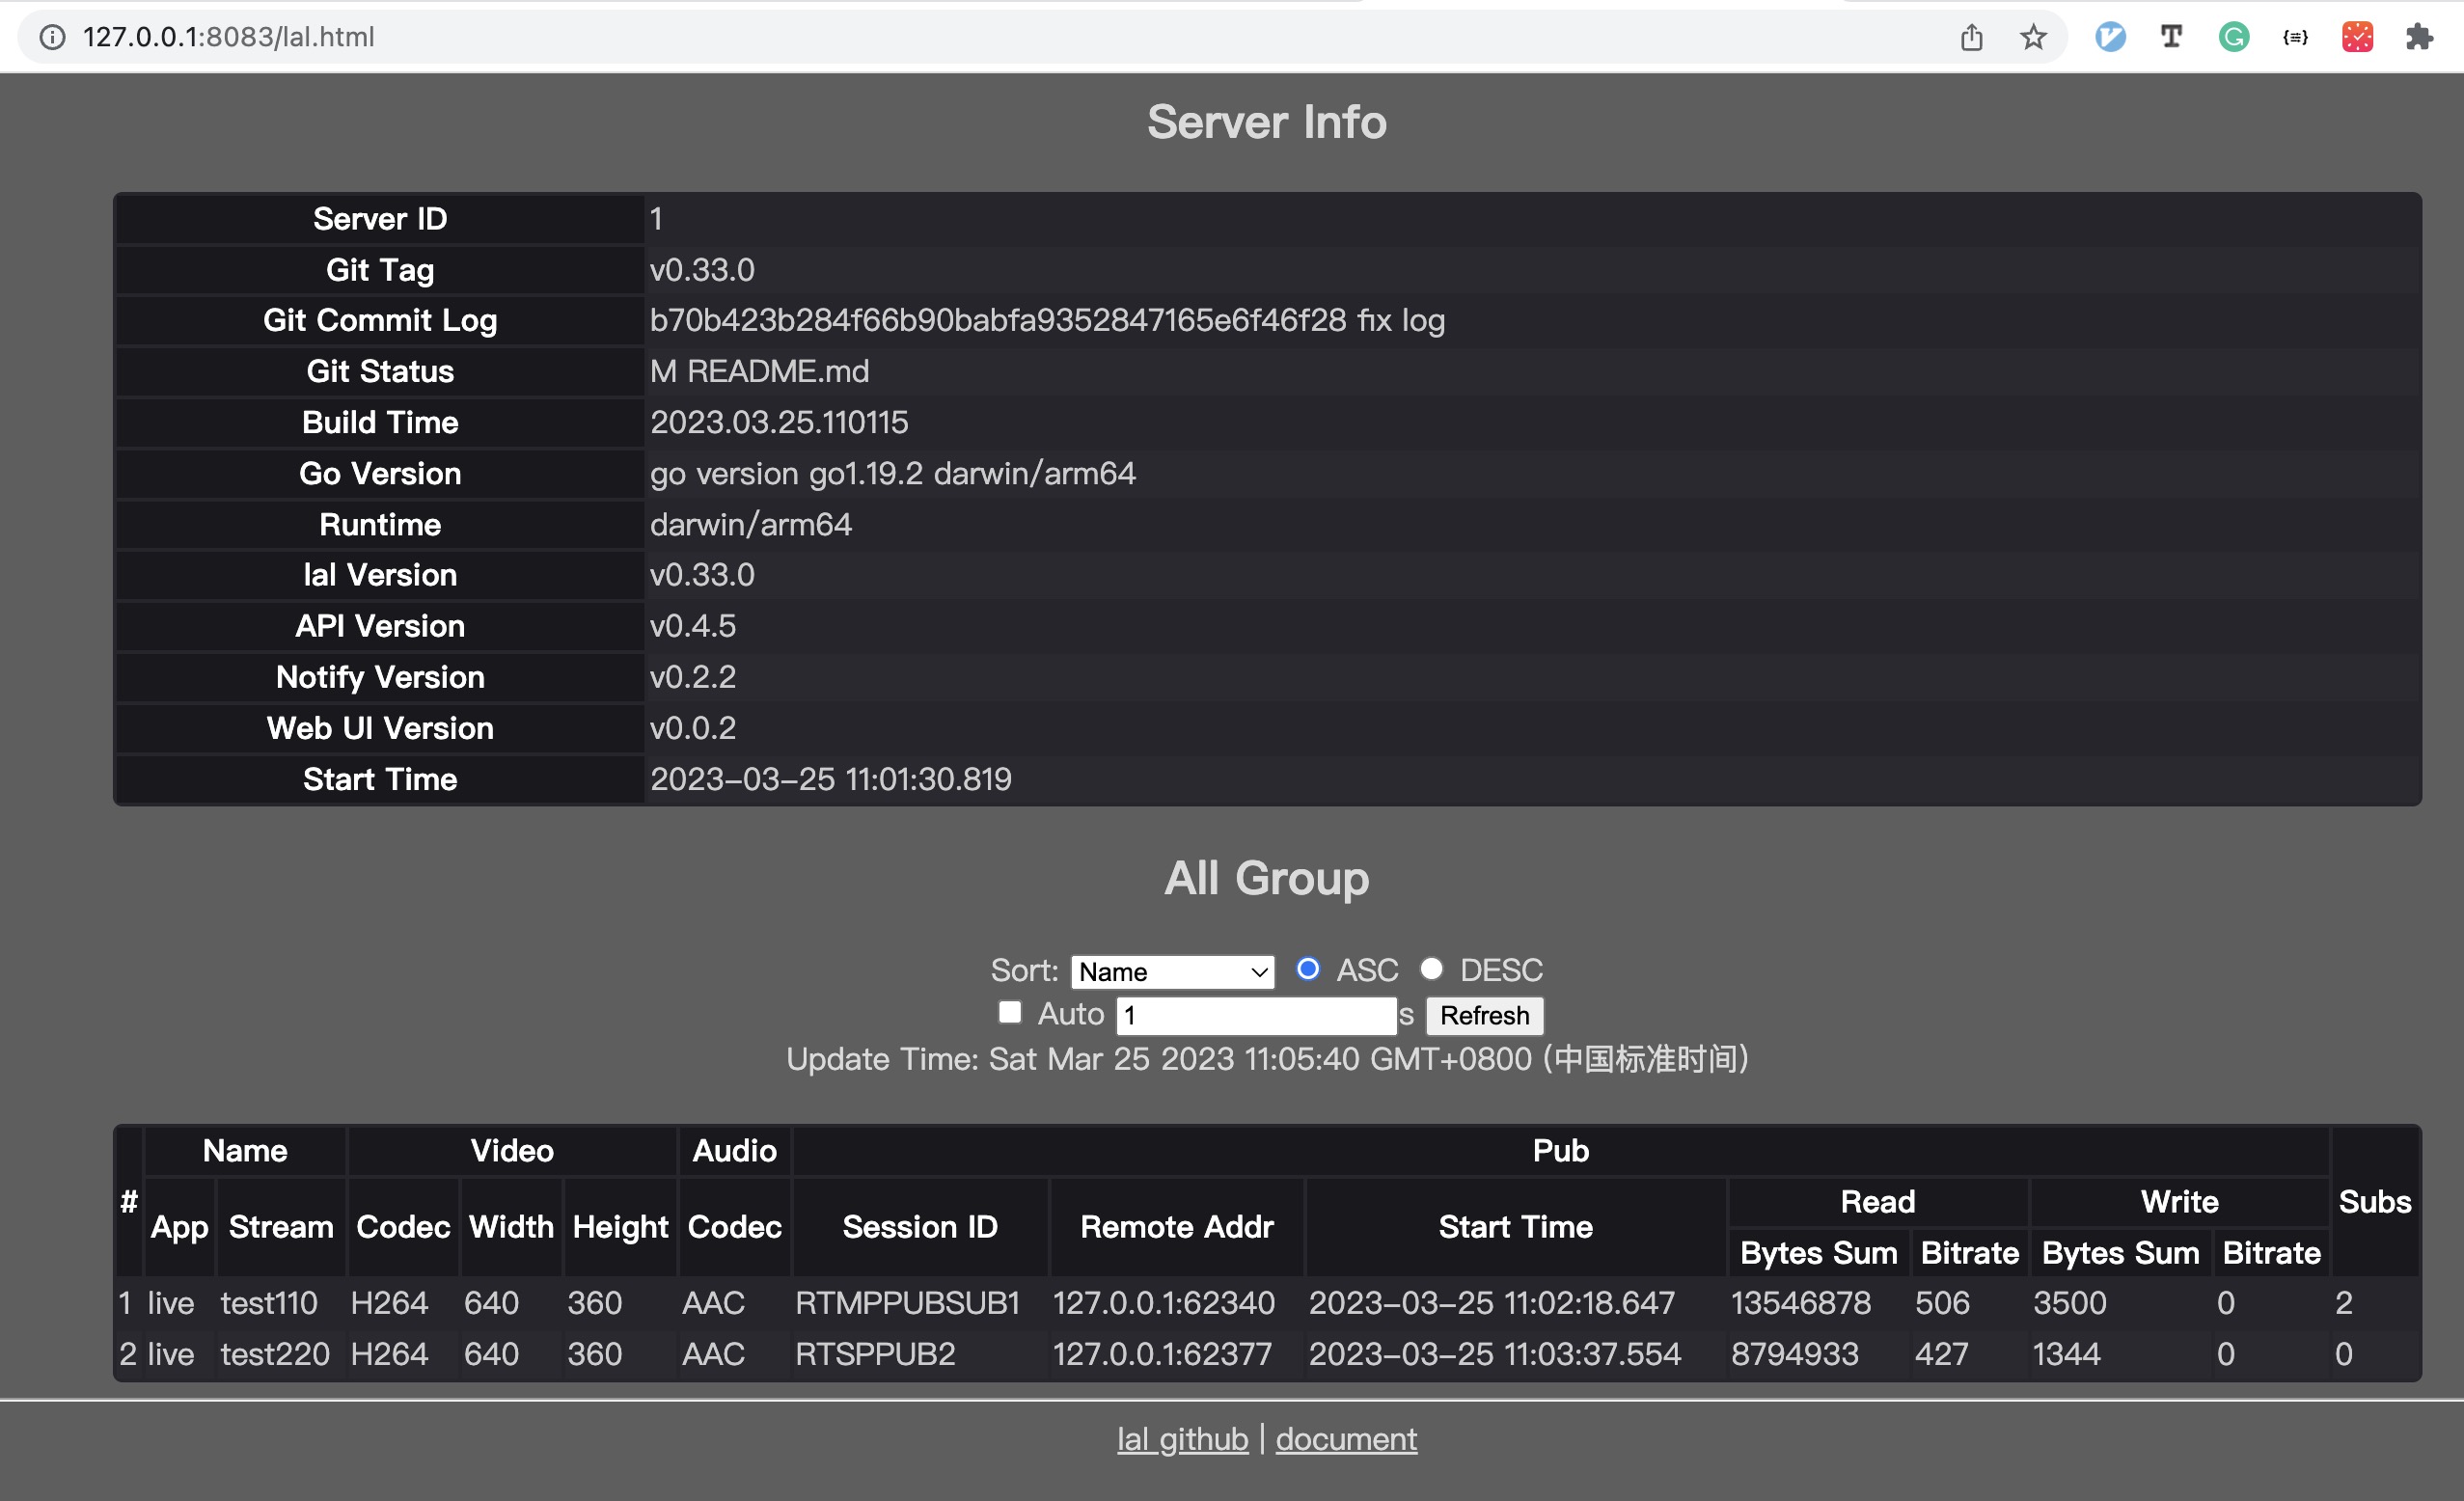 127.0.0.1:8083/lal.html
Server Info
Server ID 1
Git Tag v0.33.0
Git Commit Log b70b423b284f66b90babfa9352847165e6f46f28 fix log
Git Status M README.md
Build Time 2023.03.25.110115
Go Version go version go1.19.2 darwin/arm64
Runtime darwin/arm64
lal Version v0.33.0
API Version v0.4.5
Notify Version v0.2.2
Web UI Version v0.0.2
Start Time 2023-03-25 11:01:30.819
All Group
Sort: Name ASC DESC
Auto 1 s Refresh
Update Time: Sat Mar 25 2023 11:05:40 GMT+0800 (中国标准时间)
# Name Video Audio Pub Subs
App Stream Codec Width Height Codec Session ID Remote Addr Start Time Read Write
Bytes Sum Bitrate Bytes Sum Bitrate
1 live test110 H264 640 360 AAC RTMPPUBSUB1 127.0.0.1:62340 2023-03-25 11:02:18.647 13546878 506 3500 0 2
2 live test220 H264 640 360 AAC RTSPPUB2 127.0.0.1:62377 2023-03-25 11:03:37.554 8794933 427 1344 0 0
lal github | document